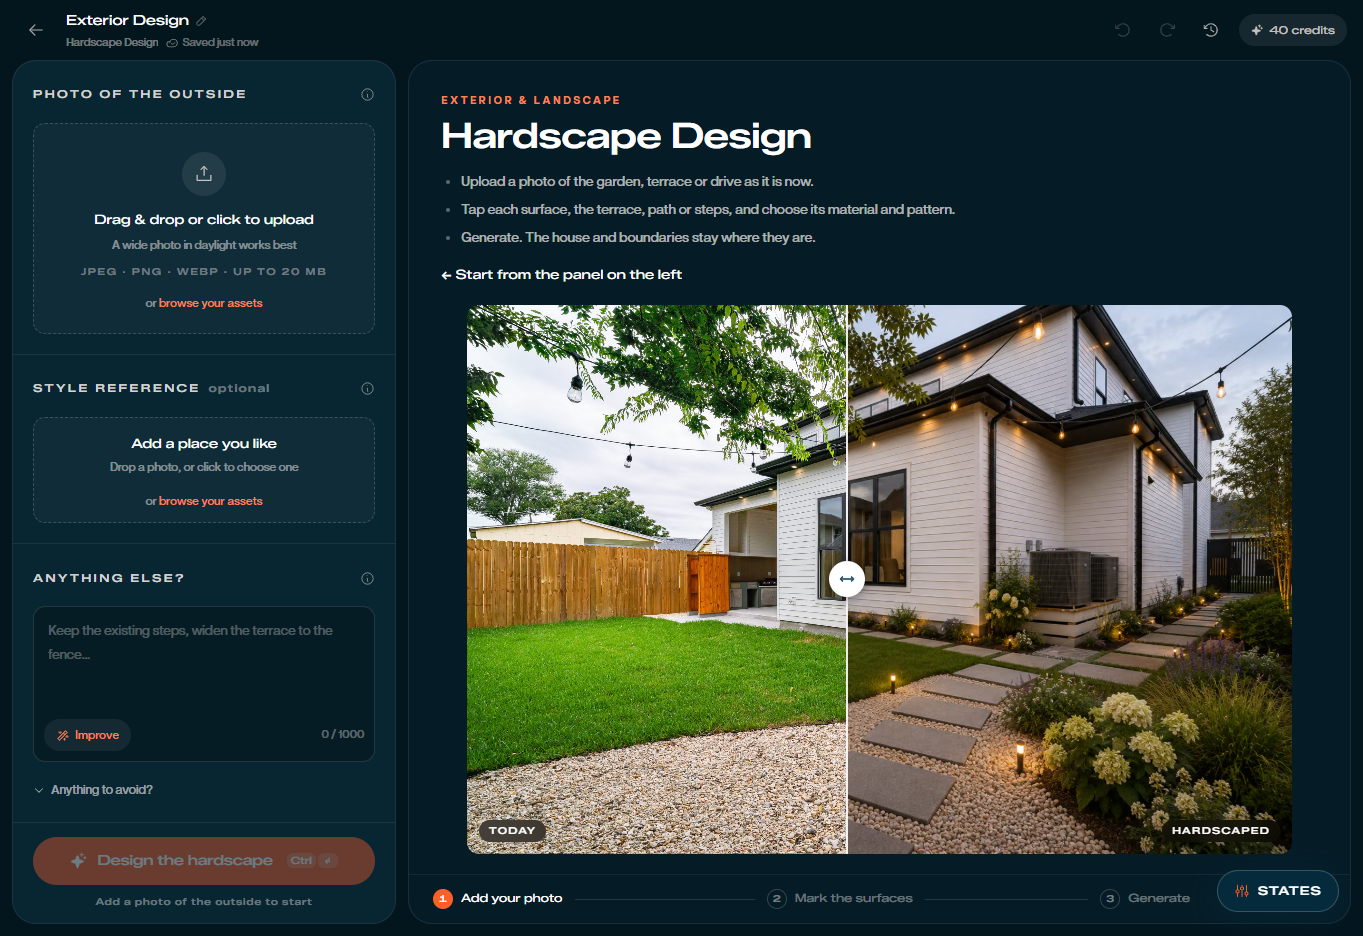 Exterior Design
Hardscape Design Saved just now
40 credits
PHOTO OF THE OUTSIDE
Drag & drop or click to upload
A wide photo in daylight works best
JPEG · PNG · WEBP · UP TO 20 MB
or browse your assets
STYLE REFERENCE optional
Add a place you like
Drop a photo, or click to choose one
or browse your assets
ANYTHING ELSE?
Keep the existing steps, widen the terrace to the
fence...
Improve
0 / 1000
Anything to avoid?
Design the hardscape Ctrl
Add a photo of the outside to start
EXTERIOR & LANDSCAPE
Hardscape Design
• Upload a photo of the garden, terrace or drive as it is now.
• Tap each surface, the terrace, path or steps, and choose its material and pattern.
• Generate. The house and boundaries stay where they are.
← Start from the panel on the left
TODAY
HARDSCAPED
1 Add your photo
2 Mark the surfaces
3 Generate
STATES